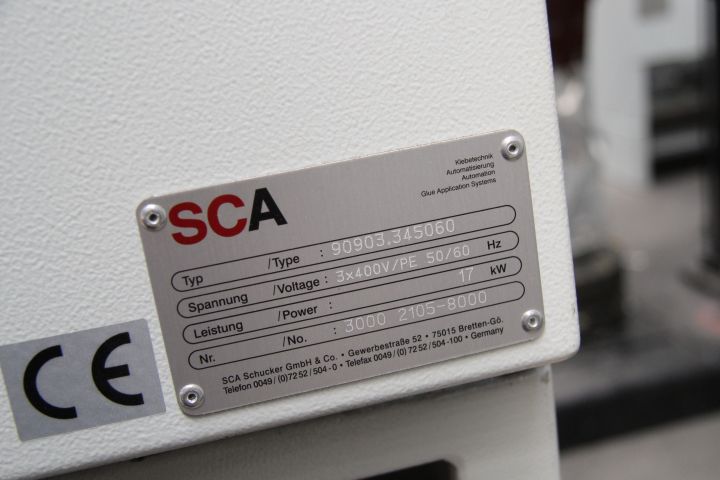 SCA
Klebetechnik
Automatisierung
Automation
Glue Application Systems
Typ /Type : 90903.345060
Spannung /Voltage : 3x400V/PE 50/60 Hz
Leistung /Power : 17 kW
Nr. /No. : 3000 2105-8000
SCA Schucker GmbH & Co. • Gewerbestraße 52 • 75015 Bretten-Gö.
Telefon 0049/(0)7252/504-0 • Telefax 0049/(0)7252/504-100 • Germany
CE